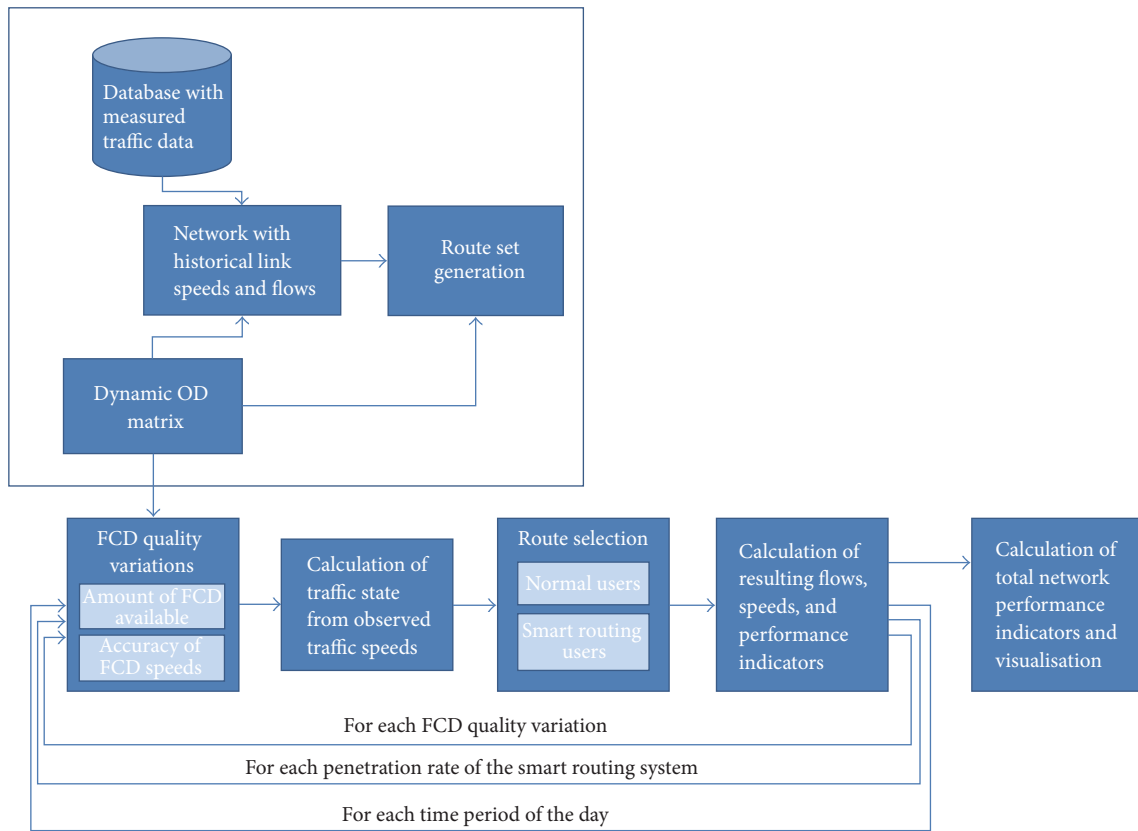 Database with
measured
traffic data
Network with
historical link
speeds and flows
Route set
generation
Dynamic OD
matrix
FCD quality
variations
Amount of FCD
available
Accuracy of
FCD speeds
Calculation of
traffic state
from observed
traffic speeds
Route selection
Normal users
Smart routing
users
Calculation of
resulting flows,
speeds, and
performance
indicators
Calculation of
total network
performance
indicators and
visualisation
For each FCD quality variation
For each penetration rate of the smart routing system
For each time period of the day